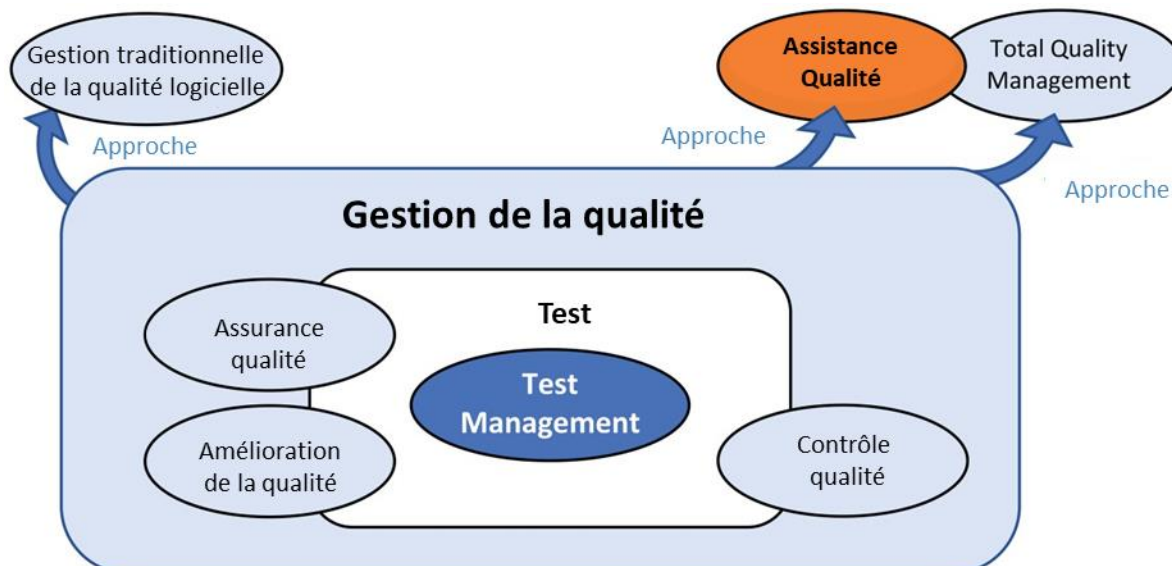 Gestion traditionnelle
de la qualité logicielle
Assistance
Qualité
Total Quality
Management
Approche
Approche
Approche
Gestion de la qualité
Assurance
qualité
Test
Test
Management
Amélioration
de la qualité
Contrôle
qualité